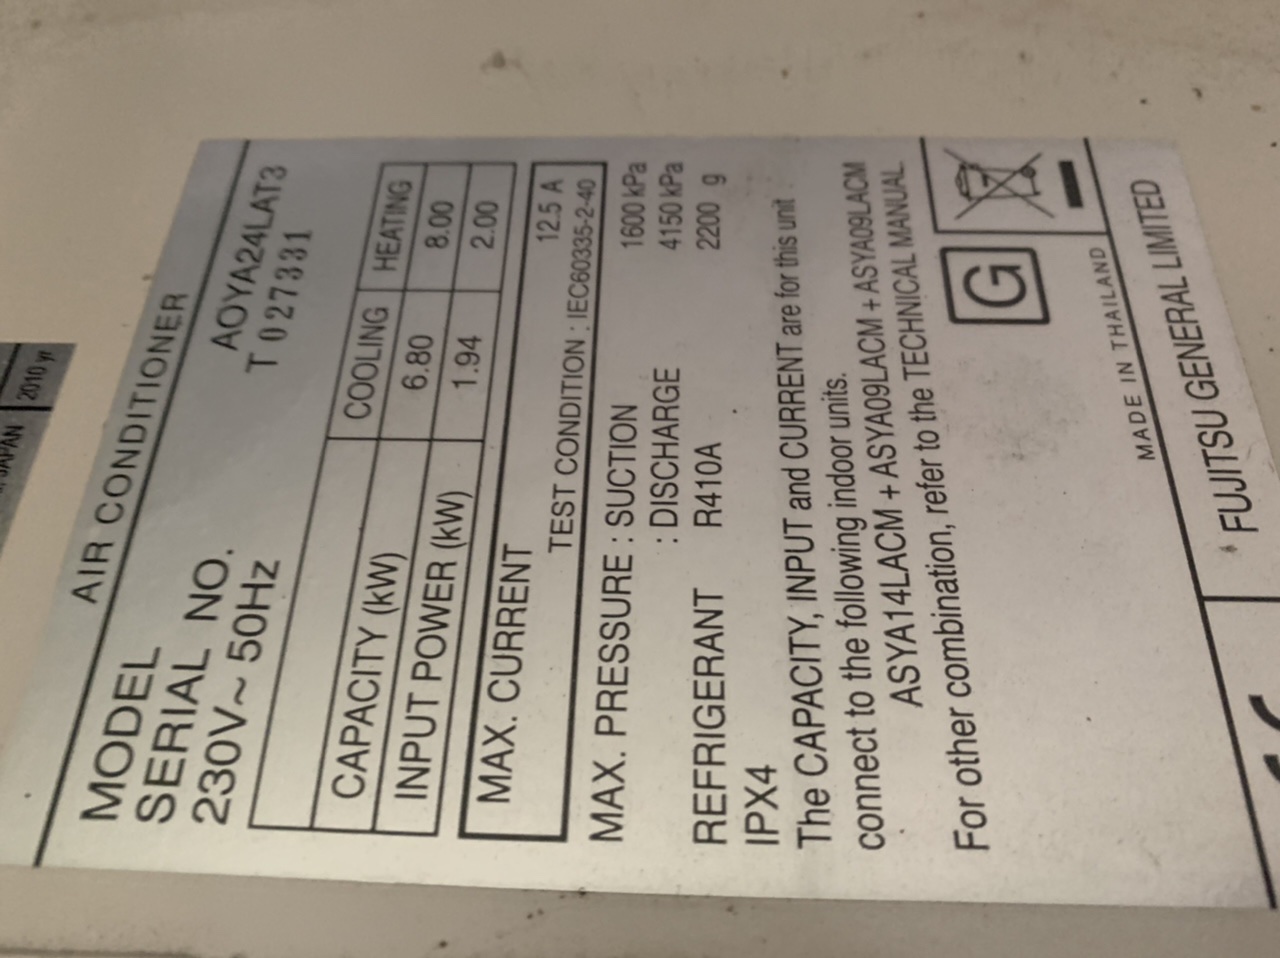 JAPAN 2010 yr
AIR CONDITIONER
MODEL AOYA24LAT3
SERIAL NO. T 027331
230V~ 50Hz
COOLING HEATING
CAPACITY (kW) 6.80 8.00
INPUT POWER (kW) 1.94 2.00
MAX. CURRENT 12.5 A
TEST CONDITION : IEC60335-2-40
MAX. PRESSURE : SUCTION 1600 kPa
: DISCHARGE 4150 kPa
REFRIGERANT R410A 2200 g
IPX4
The CAPACITY, INPUT and CURRENT are for this unit
connect to the following indoor units.
ASYA14LACM + ASYA09LACM + ASYA09LACM
For other combination, refer to the TECHNICAL MANUAL
G
MADE IN THAILAND
FUJITSU GENERAL LIMITED